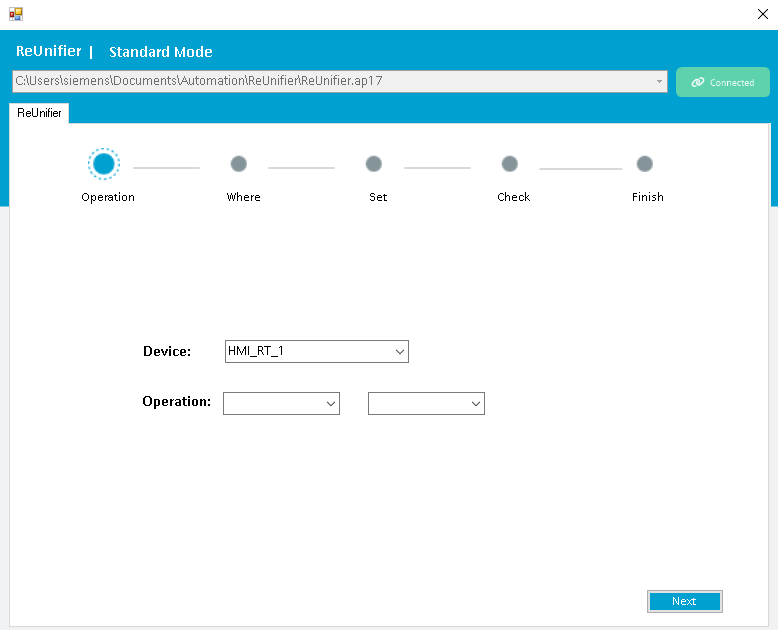 ReUnifier | Standard Mode
C:\Users\siemens\Documents\Automation\ReUnifier\ReUnifier.ap17
Connected
ReUnifier
Operation Where Set Check Finish
Device: HMI_RT_1
Operation:
Next